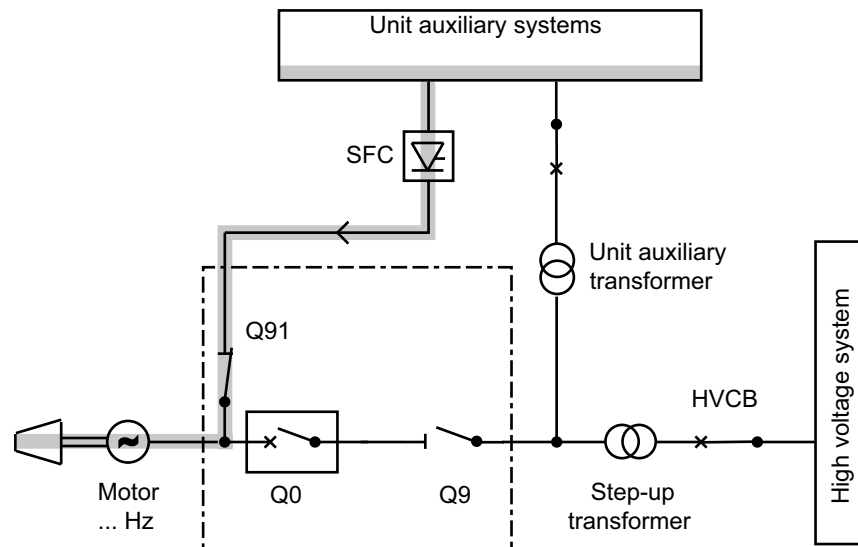 Unit auxiliary systems
SFC
Unit auxiliary
transformer
Q91
HVCB
High voltage system
Motor
... Hz
Q0
Q9
Step-up
transformer